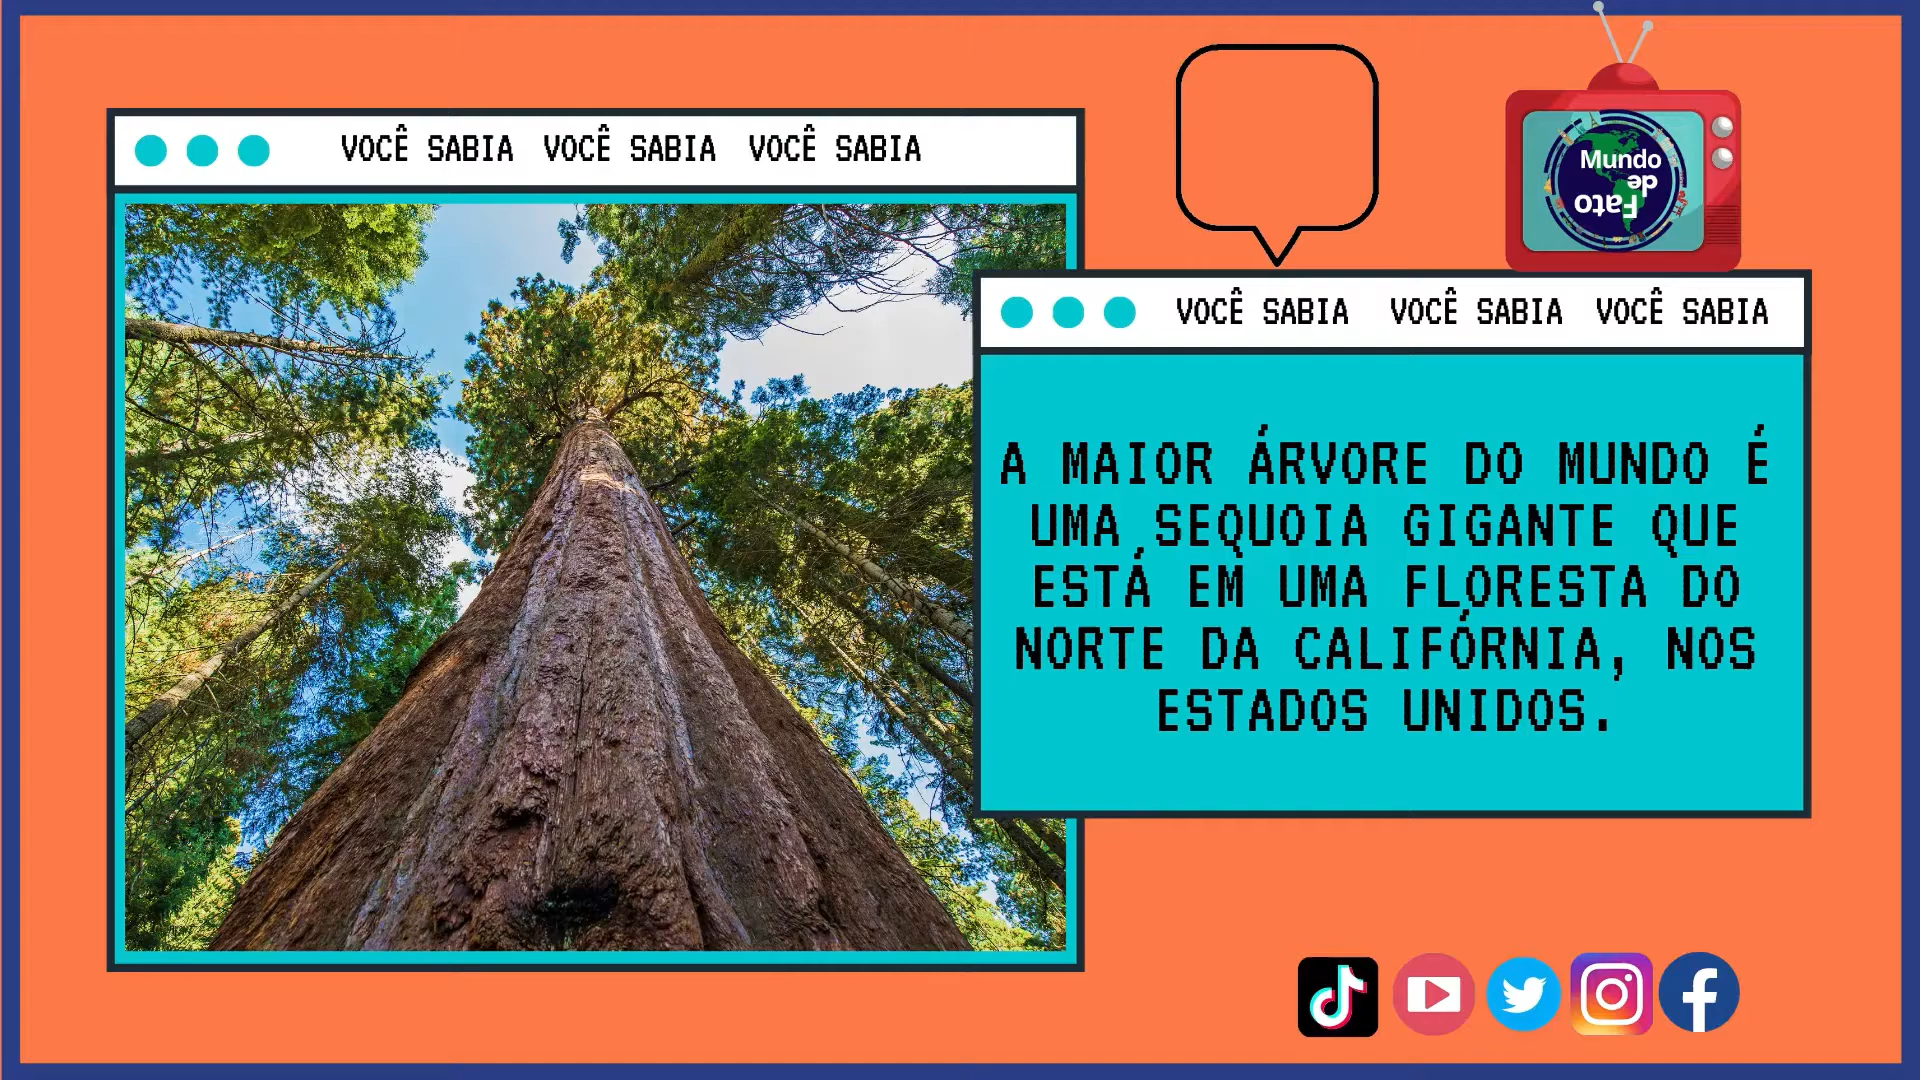 VOCÊ SABIA VOCÊ SABIA VOCÊ SABIA
Mundo
de
Fato
VOCÊ SABIA VOCÊ SABIA VOCÊ SABIA
A MAIOR ÁRVORE DO MUNDO É
UMA SEQUOIA GIGANTE QUE
ESTÁ EM UMA FLORESTA DO
NORTE DA CALIFÓRNIA, NOS
ESTADOS UNIDOS.